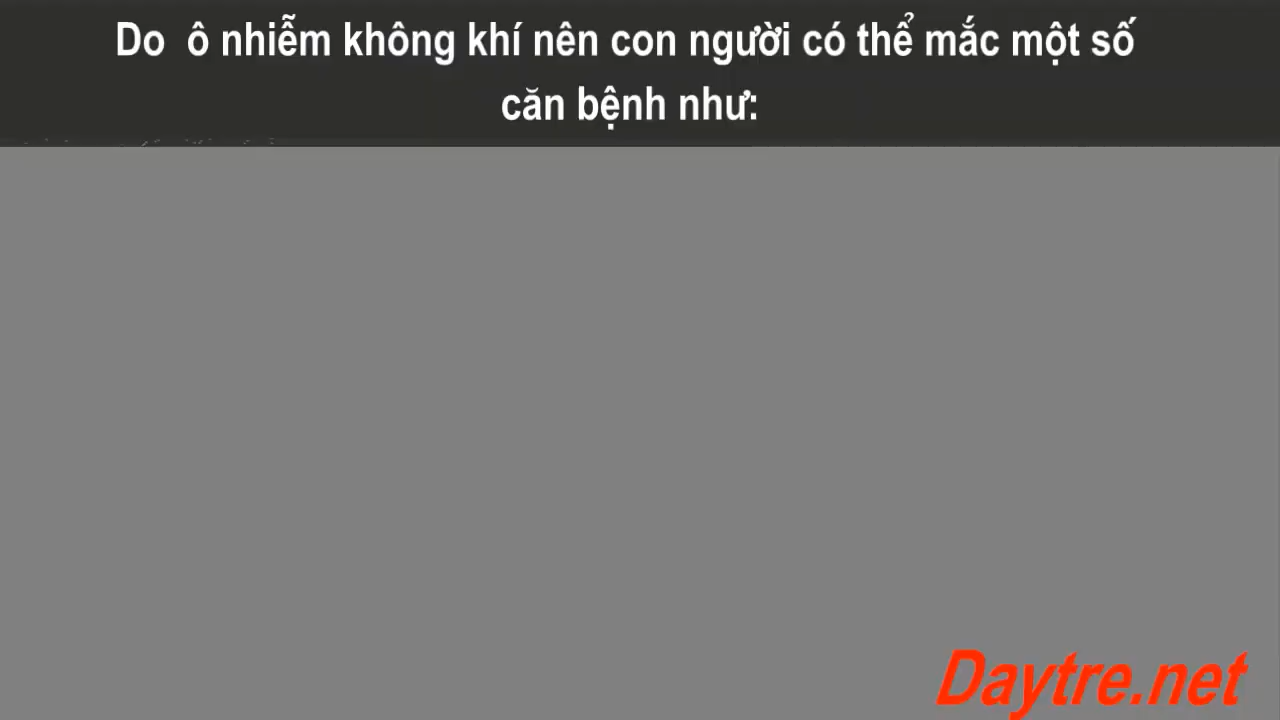 Do  ô nhiễm không khí nên con người có thể mắc một số
căn bệnh như:
Daytre.net